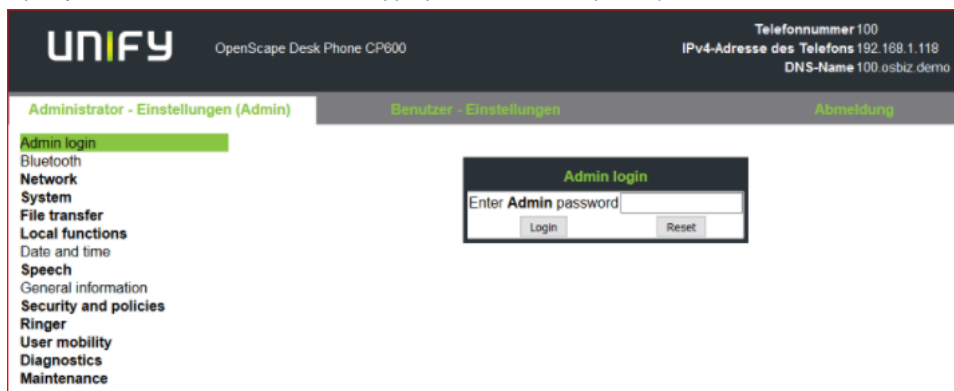 UNIFY OpenScape Desk Phone CP600
Telefonnummer 100
IPv4-Adresse des Telefons 192.168.1.118
DNS-Name 100.osbiz.demo
Administrator - Einstellungen (Admin) Benutzer - Einstellungen Abmeldung
Admin login
Bluetooth
Network
System
File transfer
Local functions
Date and time
Speech
General information
Security and policies
Ringer
User mobility
Diagnostics
Maintenance
Admin login
Enter Admin password
Login Reset